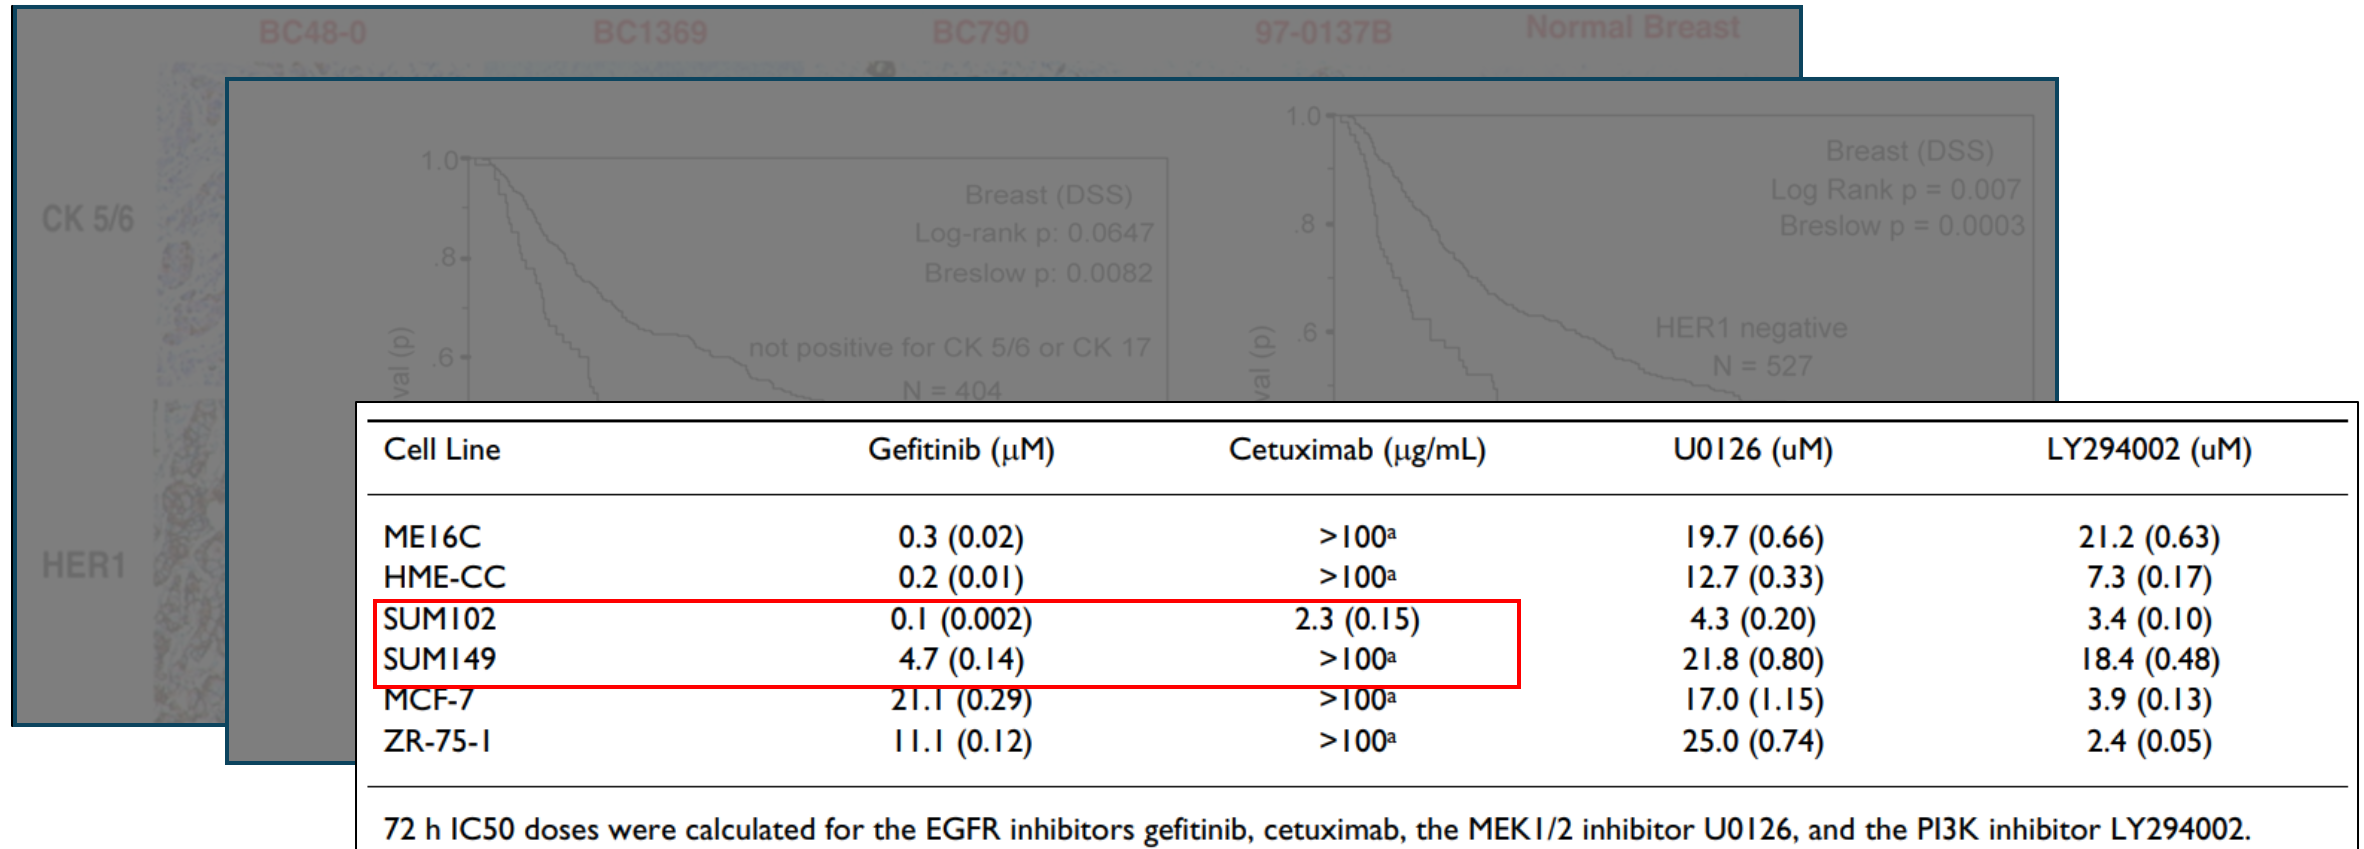 BC48-0 BC1369 BC790 97-0137B Normal Breast
CK 5/6
HER1
1.0
.8
.6
val (p)
Breast (DSS)
Log-rank p: 0.0647
Breslow p: 0.0082
not positive for CK 5/6 or CK 17
N = 404
1.0
.8
.6
val (p)
Breast (DSS)
Log Rank p = 0.007
Breslow p = 0.0003
HER1 negative
N = 527
Cell Line Gefitinib (μM) Cetuximab (μg/mL) U0126 (uM) LY294002 (uM)
ME16C 0.3 (0.02) >100ᵃ 19.7 (0.66) 21.2 (0.63)
HME-CC 0.2 (0.01) >100ᵃ 12.7 (0.33) 7.3 (0.17)
SUM102 0.1 (0.002) 2.3 (0.15) 4.3 (0.20) 3.4 (0.10)
SUM149 4.7 (0.14) >100ᵃ 21.8 (0.80) 18.4 (0.48)
MCF-7 21.1 (0.29) >100ᵃ 17.0 (1.15) 3.9 (0.13)
ZR-75-1 11.1 (0.12) >100ᵃ 25.0 (0.74) 2.4 (0.05)
72 h IC50 doses were calculated for the EGFR inhibitors gefitinib, cetuximab, the MEK1/2 inhibitor U0126, and the PI3K inhibitor LY294002.